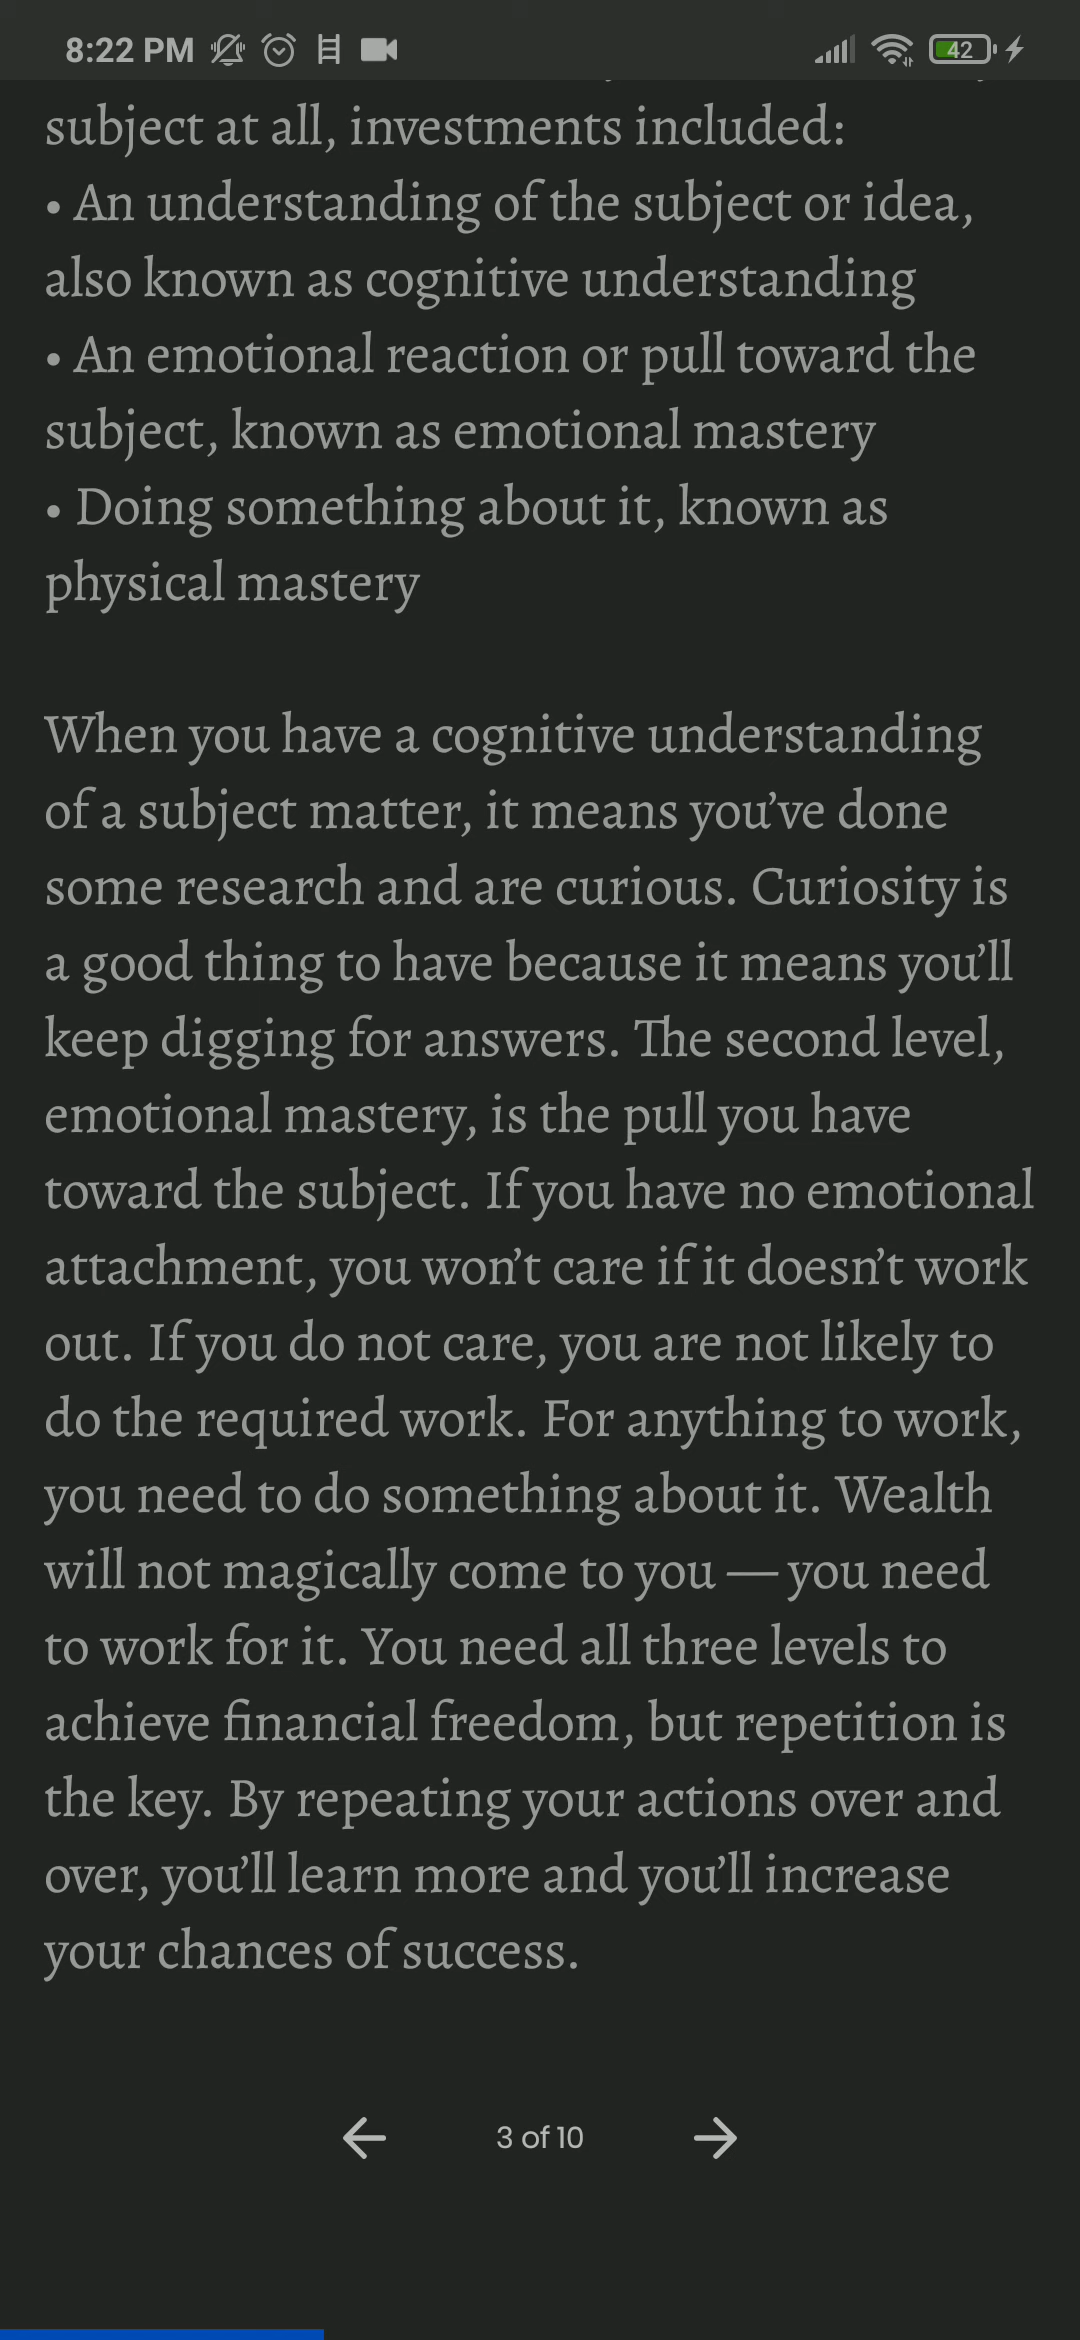 8:22 PM
42
subject at all, investments included:
• An understanding of the subject or idea,
also known as cognitive understanding
• An emotional reaction or pull toward the
subject, known as emotional mastery
• Doing something about it, known as
physical mastery
When you have a cognitive understanding
of a subject matter, it means you’ve done
some research and are curious. Curiosity is
a good thing to have because it means you’ll
keep digging for answers. The second level,
emotional mastery, is the pull you have
toward the subject. If you have no emotional
attachment, you won’t care if it doesn’t work
out. If you do not care, you are not likely to
do the required work. For anything to work,
you need to do something about it. Wealth
will not magically come to you — you need
to work for it. You need all three levels to
achieve financial freedom, but repetition is
the key. By repeating your actions over and
over, you’ll learn more and you’ll increase
your chances of success.
3 of 10